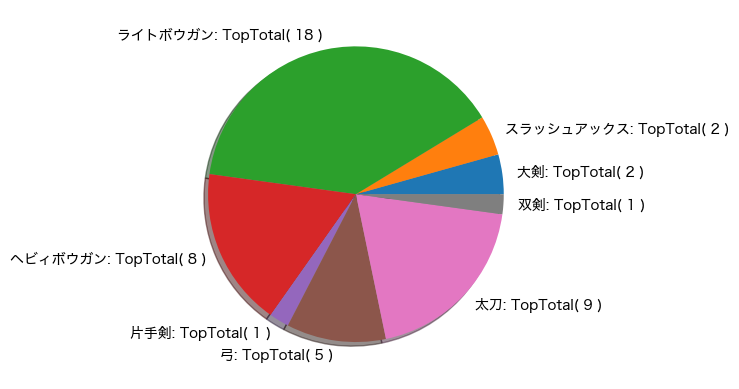 ライトボウガン: TopTotal( 18 )
スラッシュアックス: TopTotal( 2 )
大剣: TopTotal( 2 )
双剣: TopTotal( 1 )
ヘビィボウガン: TopTotal( 8 )
太刀: TopTotal( 9 )
片手剣: TopTotal( 1 )
弓: TopTotal( 5 )